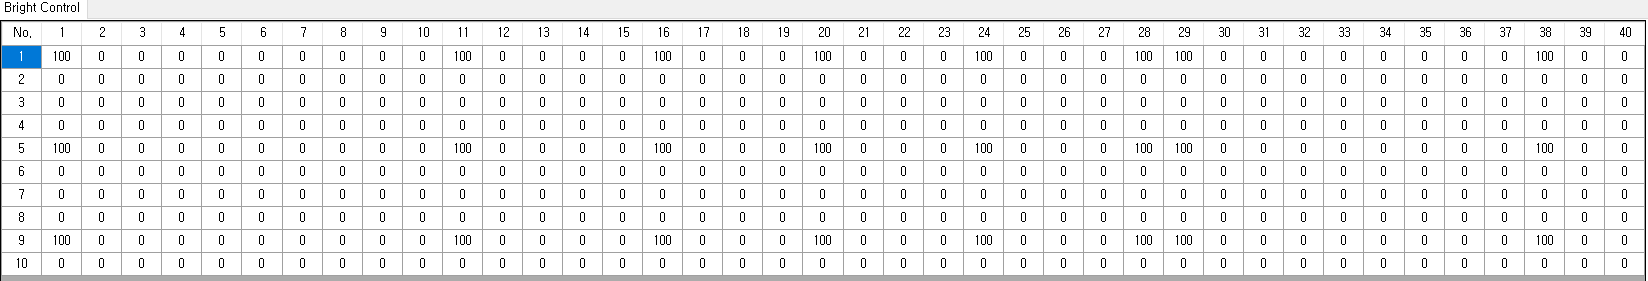 Bright Control
No. 1 2 3 4 5 6 7 8 9 10 11 12 13 14 15 16 17 18 19 20 21 22 23 24 25 26 27 28 29 30 31 32 33 34 35 36 37 38 39 40
1 100 0 0 0 0 0 0 0 0 0 100 0 0 0 0 100 0 0 0 100 0 0 0 100 0 0 0 100 100 0 0 0 0 0 0 0 0 100 0 0
2 0 0 0 0 0 0 0 0 0 0 0 0 0 0 0 0 0 0 0 0 0 0 0 0 0 0 0 0 0 0 0 0 0 0 0 0 0 0 0 0
3 0 0 0 0 0 0 0 0 0 0 0 0 0 0 0 0 0 0 0 0 0 0 0 0 0 0 0 0 0 0 0 0 0 0 0 0 0 0 0 0
4 0 0 0 0 0 0 0 0 0 0 0 0 0 0 0 0 0 0 0 0 0 0 0 0 0 0 0 0 0 0 0 0 0 0 0 0 0 0 0 0
5 100 0 0 0 0 0 0 0 0 0 100 0 0 0 0 100 0 0 0 100 0 0 0 100 0 0 0 100 100 0 0 0 0 0 0 0 0 100 0 0
6 0 0 0 0 0 0 0 0 0 0 0 0 0 0 0 0 0 0 0 0 0 0 0 0 0 0 0 0 0 0 0 0 0 0 0 0 0 0 0 0
7 0 0 0 0 0 0 0 0 0 0 0 0 0 0 0 0 0 0 0 0 0 0 0 0 0 0 0 0 0 0 0 0 0 0 0 0 0 0 0 0
8 0 0 0 0 0 0 0 0 0 0 0 0 0 0 0 0 0 0 0 0 0 0 0 0 0 0 0 0 0 0 0 0 0 0 0 0 0 0 0 0
9 100 0 0 0 0 0 0 0 0 0 100 0 0 0 0 100 0 0 0 100 0 0 0 100 0 0 0 100 100 0 0 0 0 0 0 0 0 100 0 0
10 0 0 0 0 0 0 0 0 0 0 0 0 0 0 0 0 0 0 0 0 0 0 0 0 0 0 0 0 0 0 0 0 0 0 0 0 0 0 0 0